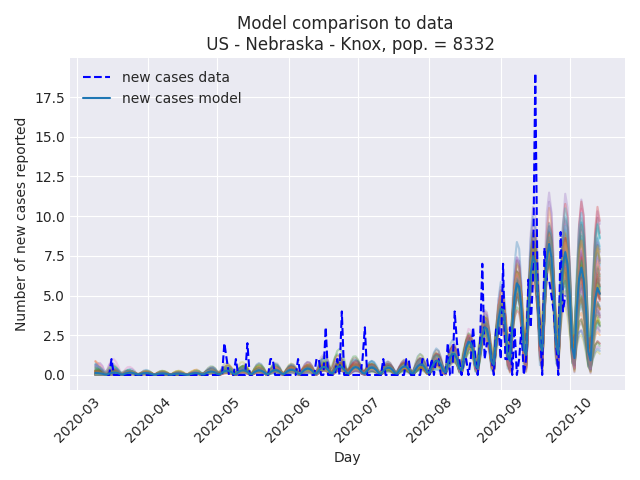 Model comparison to data
US - Nebraska - Knox, pop. = 8332
new cases data
new cases model
17.5
15.0
12.5
10.0
7.5
5.0
2.5
0.0
Number of new cases reported
2020-03
2020-04
2020-05
2020-06
2020-07
2020-08
2020-09
2020-10
Day